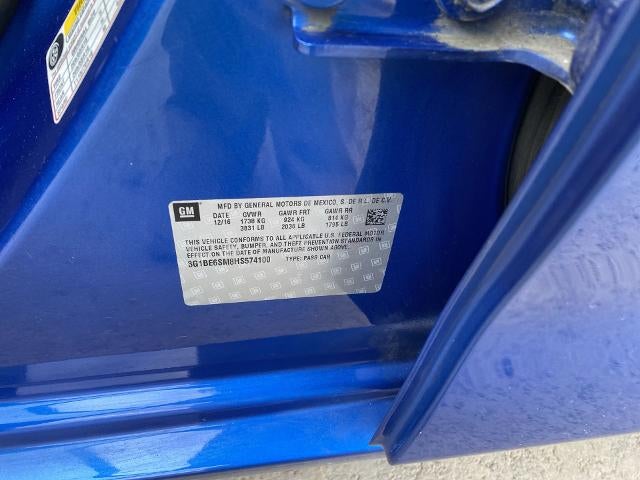 GM
MFD BY GENERAL MOTORS DE MEXICO, S. DE R.L. DE C.V.
DATE GVWR GAWR FRT GAWR RR
12/16 1738 KG 924 KG 814 KG
3831 LB 2036 LB 1795 LB
THIS VEHICLE CONFORMS TO ALL APPLICABLE U.S. FEDERAL MOTOR
VEHICLE SAFETY, BUMPER, AND THEFT PREVENTION STANDARDS IN
EFFECT ON THE DATE OF MANUFACTURE SHOWN ABOVE.
3G1BE6SM8HS574100 TYPE: PASS CAR